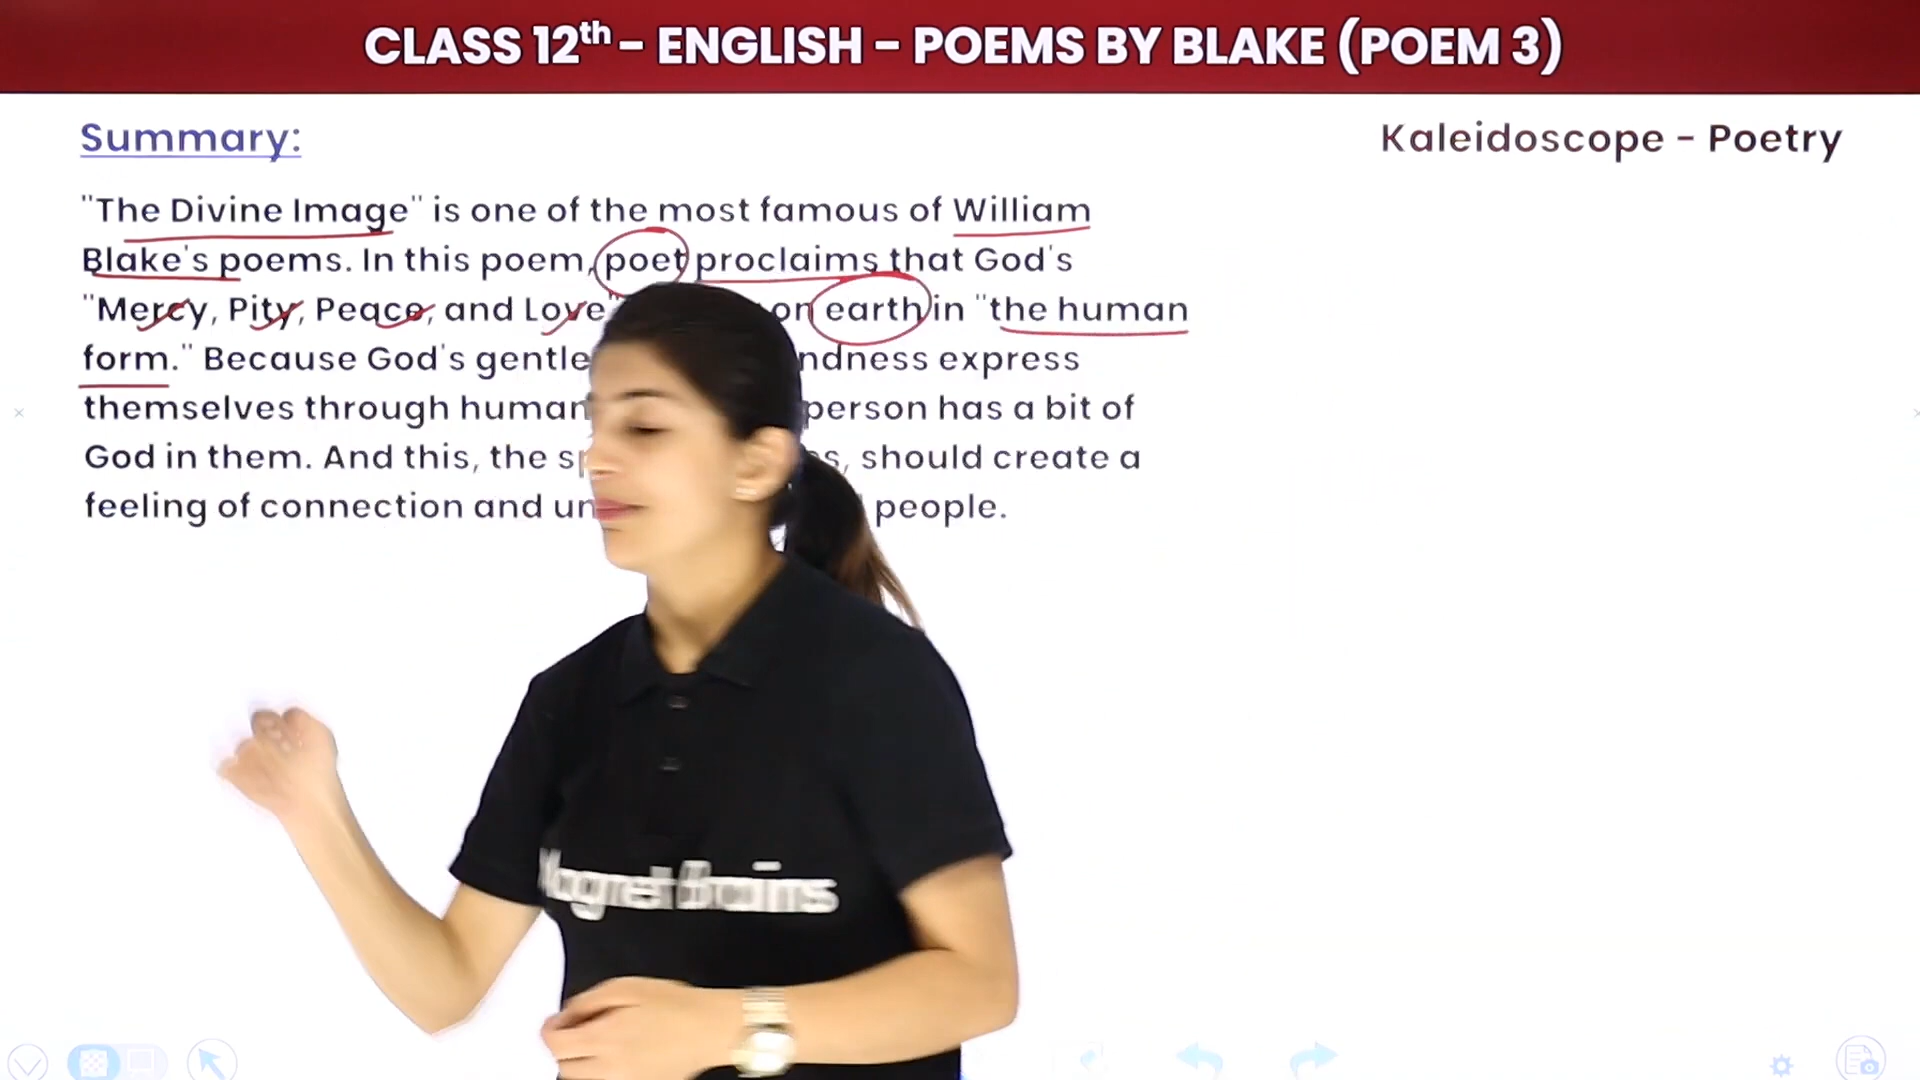 CLASS 12th – ENGLISH – POEMS BY BLAKE (POEM 3)
Summary:
Kaleidoscope – Poetry
"The Divine Image" is one of the most famous of William
Blake's poems. In this poem, poet proclaims that God's
"Mercy, Pity, Peace, and Love" on earth in "the human
form." Because God's gentle express
themselves through human person has a bit of
God in them. And this, the should create a
feeling of connection and people.
Magnet Brains